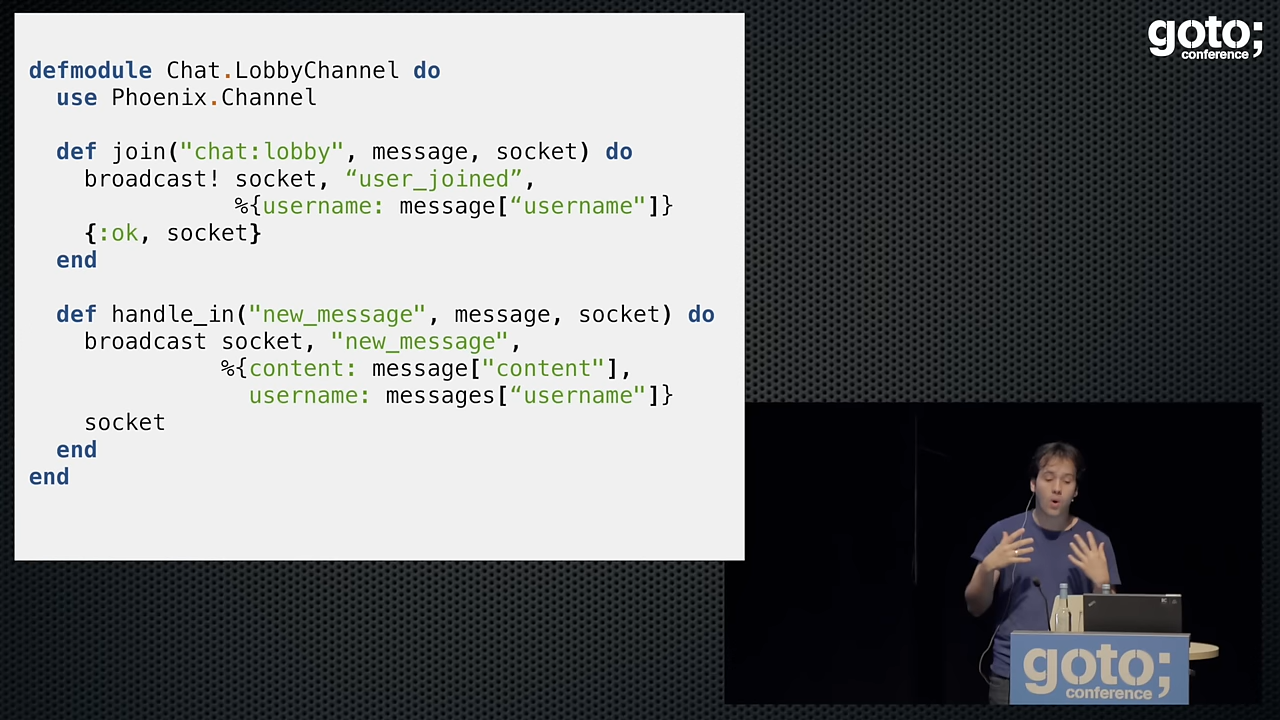 defmodule Chat.LobbyChannel do
use Phoenix.Channel
def join("chat:lobby", message, socket) do
broadcast! socket, “user_joined”,
%{username: message[“username"]}
{:ok, socket}
end
def handle_in("new_message", message, socket) do
broadcast socket, "new_message",
%{content: message["content"],
username: messages[“username"]}
socket
end
end
goto;
conference
goto;
conference